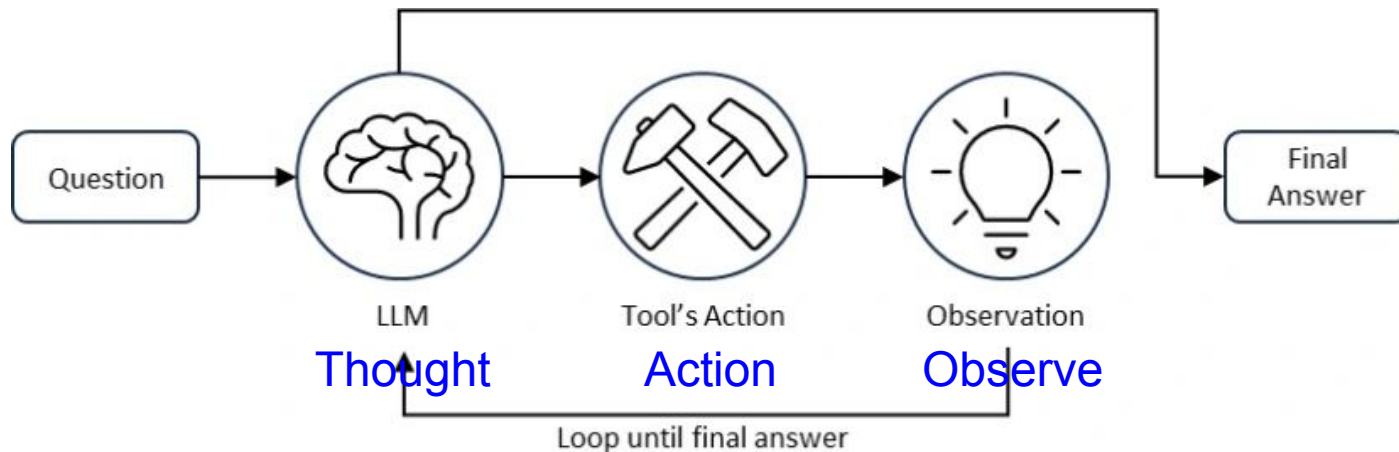 Question
Final
Answer
LLM
Tool's Action
Observation
Thought
Action
Observe
Loop until final answer